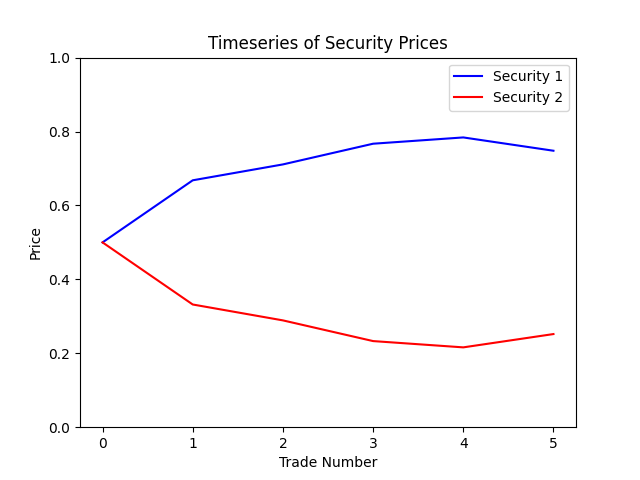 Timeseries of Security Prices
Security 1
Security 2
Price
1.0
0.8
0.6
0.4
0.2
0.0
0 1 2 3 4 5
Trade Number